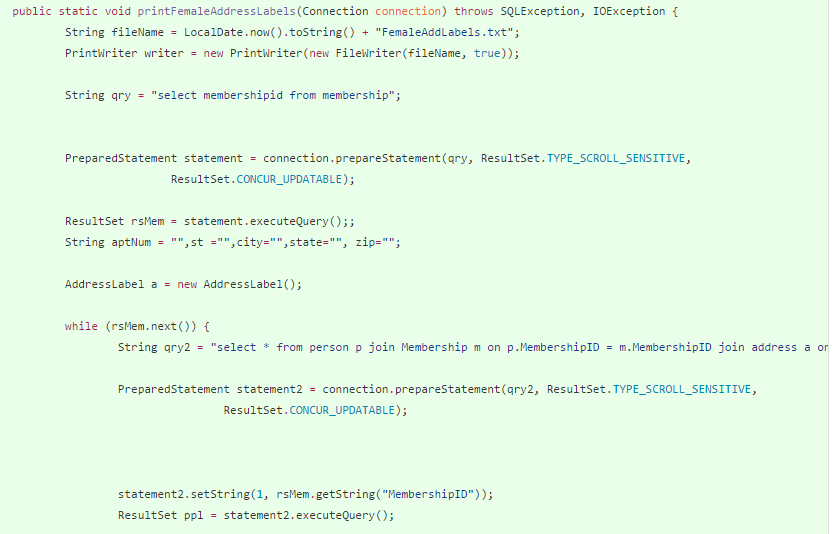 public static void printFemaleAddressLabels(Connection connection) throws SQLException, IOException {
String fileName = LocalDate.now().toString() + "FemaleAddLabels.txt";
PrintWriter writer = new PrintWriter(new FileWriter(fileName, true));
String qry = "select membershipid from membership";
PreparedStatement statement = connection.prepareStatement(qry, ResultSet.TYPE_SCROLL_SENSITIVE,
ResultSet.CONCUR_UPDATABLE);
ResultSet rsMem = statement.executeQuery();;
String aptNum = "",st ="",city="",state="", zip="";
AddressLabel a = new AddressLabel();
while (rsMem.next()) {
String qry2 = "select * from person p join Membership m on p.MembershipID = m.MembershipID join address a on
PreparedStatement statement2 = connection.prepareStatement(qry2, ResultSet.TYPE_SCROLL_SENSITIVE,
ResultSet.CONCUR_UPDATABLE);
statement2.setString(1, rsMem.getString("MembershipID"));
ResultSet ppl = statement2.executeQuery();